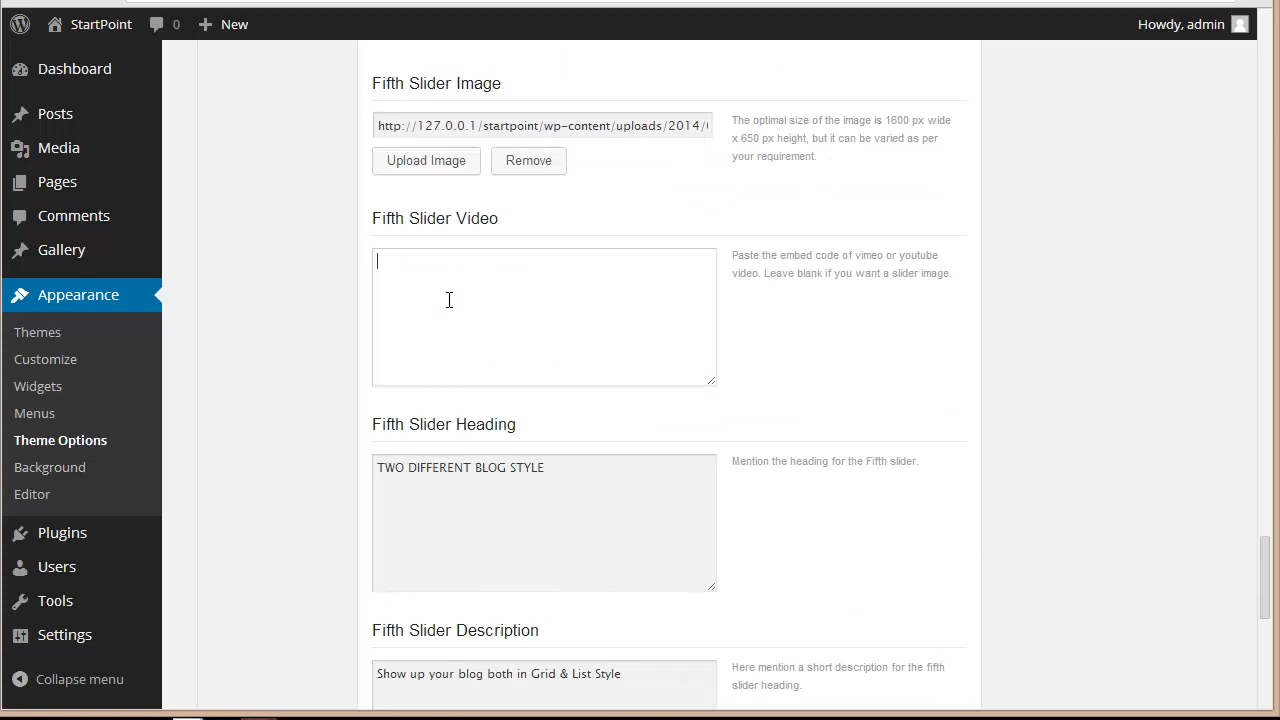 StartPoint
0
New
Howdy, admin
Dashboard
Posts
Media
Pages
Comments
Gallery
Appearance
Themes
Customize
Widgets
Menus
Theme Options
Background
Editor
Plugins
Users
Tools
Settings
Collapse menu
Fifth Slider Image
http://127.0.0.1/startpoint/wp-content/uploads/2014/
The optimal size of the image is 1600 px wide
x 650 px height, but it can be varied as per
your requirement.
Upload Image
Remove
Fifth Slider Video
Paste the embed code of vimeo or youtube
video. Leave blank if you want a slider image.
Fifth Slider Heading
TWO DIFFERENT BLOG STYLE
Mention the heading for the Fifth slider.
Fifth Slider Description
Show up your blog both in Grid & List Style
Here mention a short description for the fifth
slider heading.